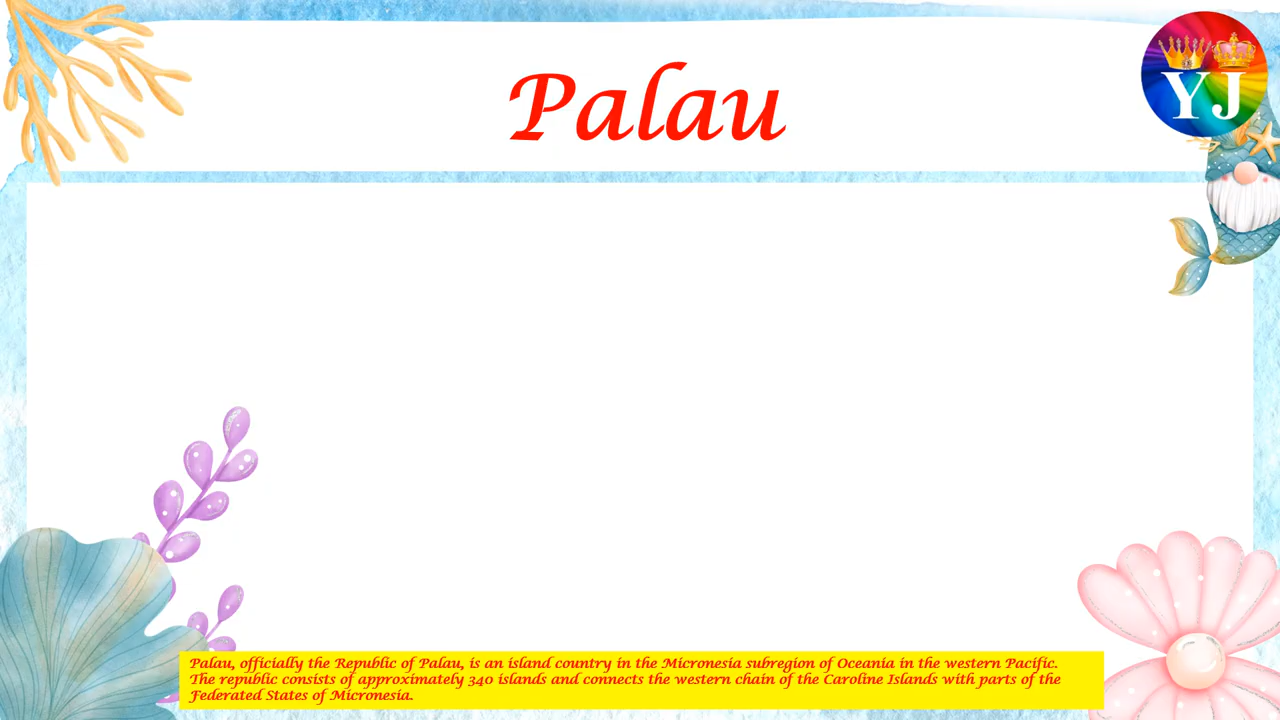 Palau
YJ
Palau, officially the Republic of Palau, is an island country in the Micronesia subregion of Oceania in the western Pacific.
The republic consists of approximately 340 islands and connects the western chain of the Caroline Islands with parts of the
Federated States of Micronesia.